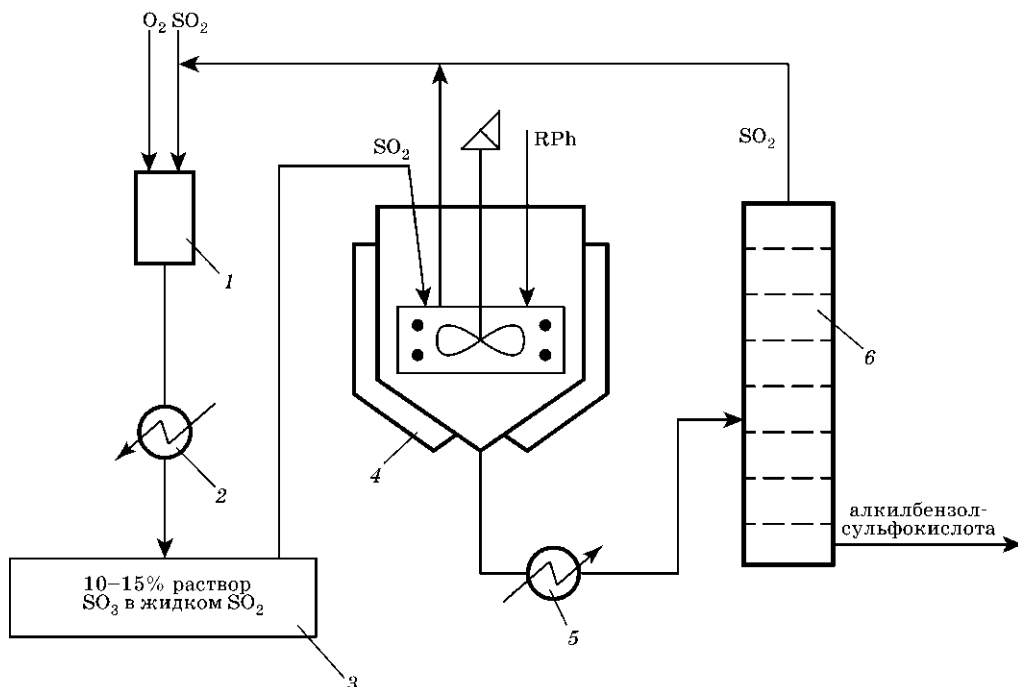 O2 SO2
SO2
RPh
SO2
1
6
2
4
алкилбензол-
сульфокислота
10–15% раствор
SO3 в жидком SO2
5
3